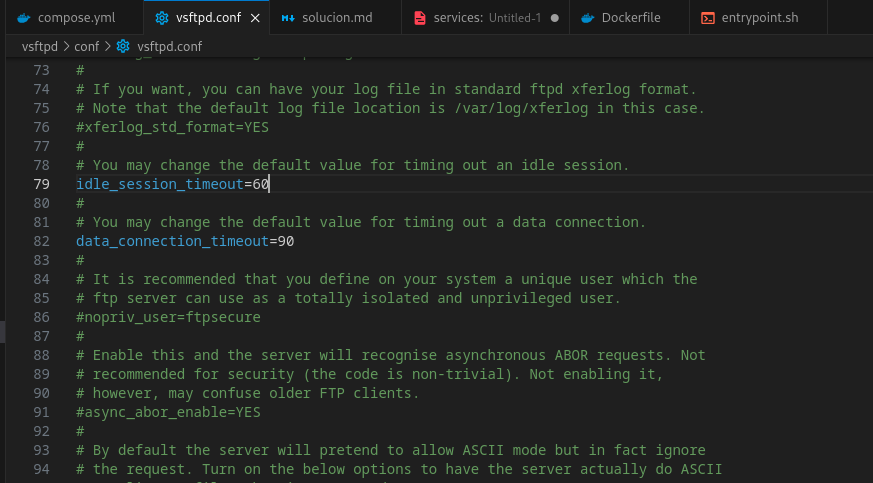 compose.yml vsftpd.conf solucion.md services: Untitled-1 Dockerfile entrypoint.sh
vsftpd > conf > vsftpd.conf
73 #
74 # If you want, you can have your log file in standard ftpd xferlog format.
75 # Note that the default log file location is /var/log/xferlog in this case.
76 #xferlog_std_format=YES
77 #
78 # You may change the default value for timing out an idle session.
79 idle_session_timeout=60
80 #
81 # You may change the default value for timing out a data connection.
82 data_connection_timeout=90
83 #
84 # It is recommended that you define on your system a unique user which the
85 # ftp server can use as a totally isolated and unprivileged user.
86 #nopriv_user=ftpsecure
87 #
88 # Enable this and the server will recognise asynchronous ABOR requests. Not
89 # recommended for security (the code is non-trivial). Not enabling it,
90 # however, may confuse older FTP clients.
91 #async_abor_enable=YES
92 #
93 # By default the server will pretend to allow ASCII mode but in fact ignore
94 # the request. Turn on the below options to have the server actually do ASCII